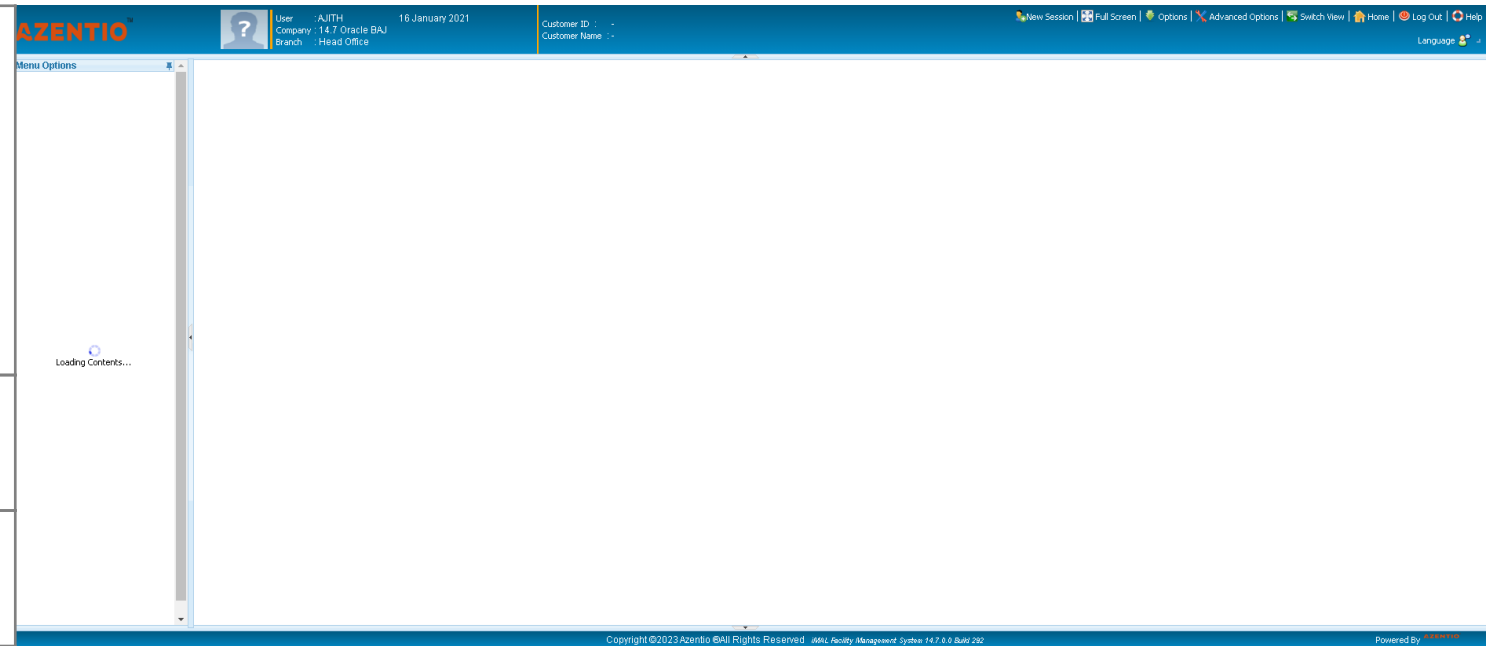 AZENTIO™
User : AJITH 16 January 2021
Company : 14.7 Oracle BAJ
Branch : Head Office
Customer ID : -
Customer Name : -
New Session | Full Screen | Options | Advanced Options | Switch View | Home | Log Out | Help
Language
Menu Options
?
Loading Contents...
Copyright ©2023 Azentio ®All Rights Reserved iMAL Facility Management System 14.7.0.0 Build 292
Powered By AZENTIO